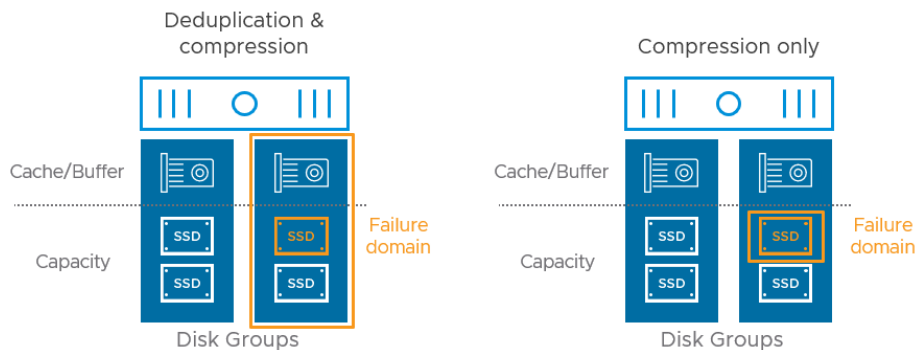 Deduplication &
compression
Cache/Buffer
Capacity
SSD
SSD
SSD
SSD
Failure
domain
Disk Groups
Compression only
Cache/Buffer
Capacity
SSD
SSD
SSD
SSD
Failure
domain
Disk Groups